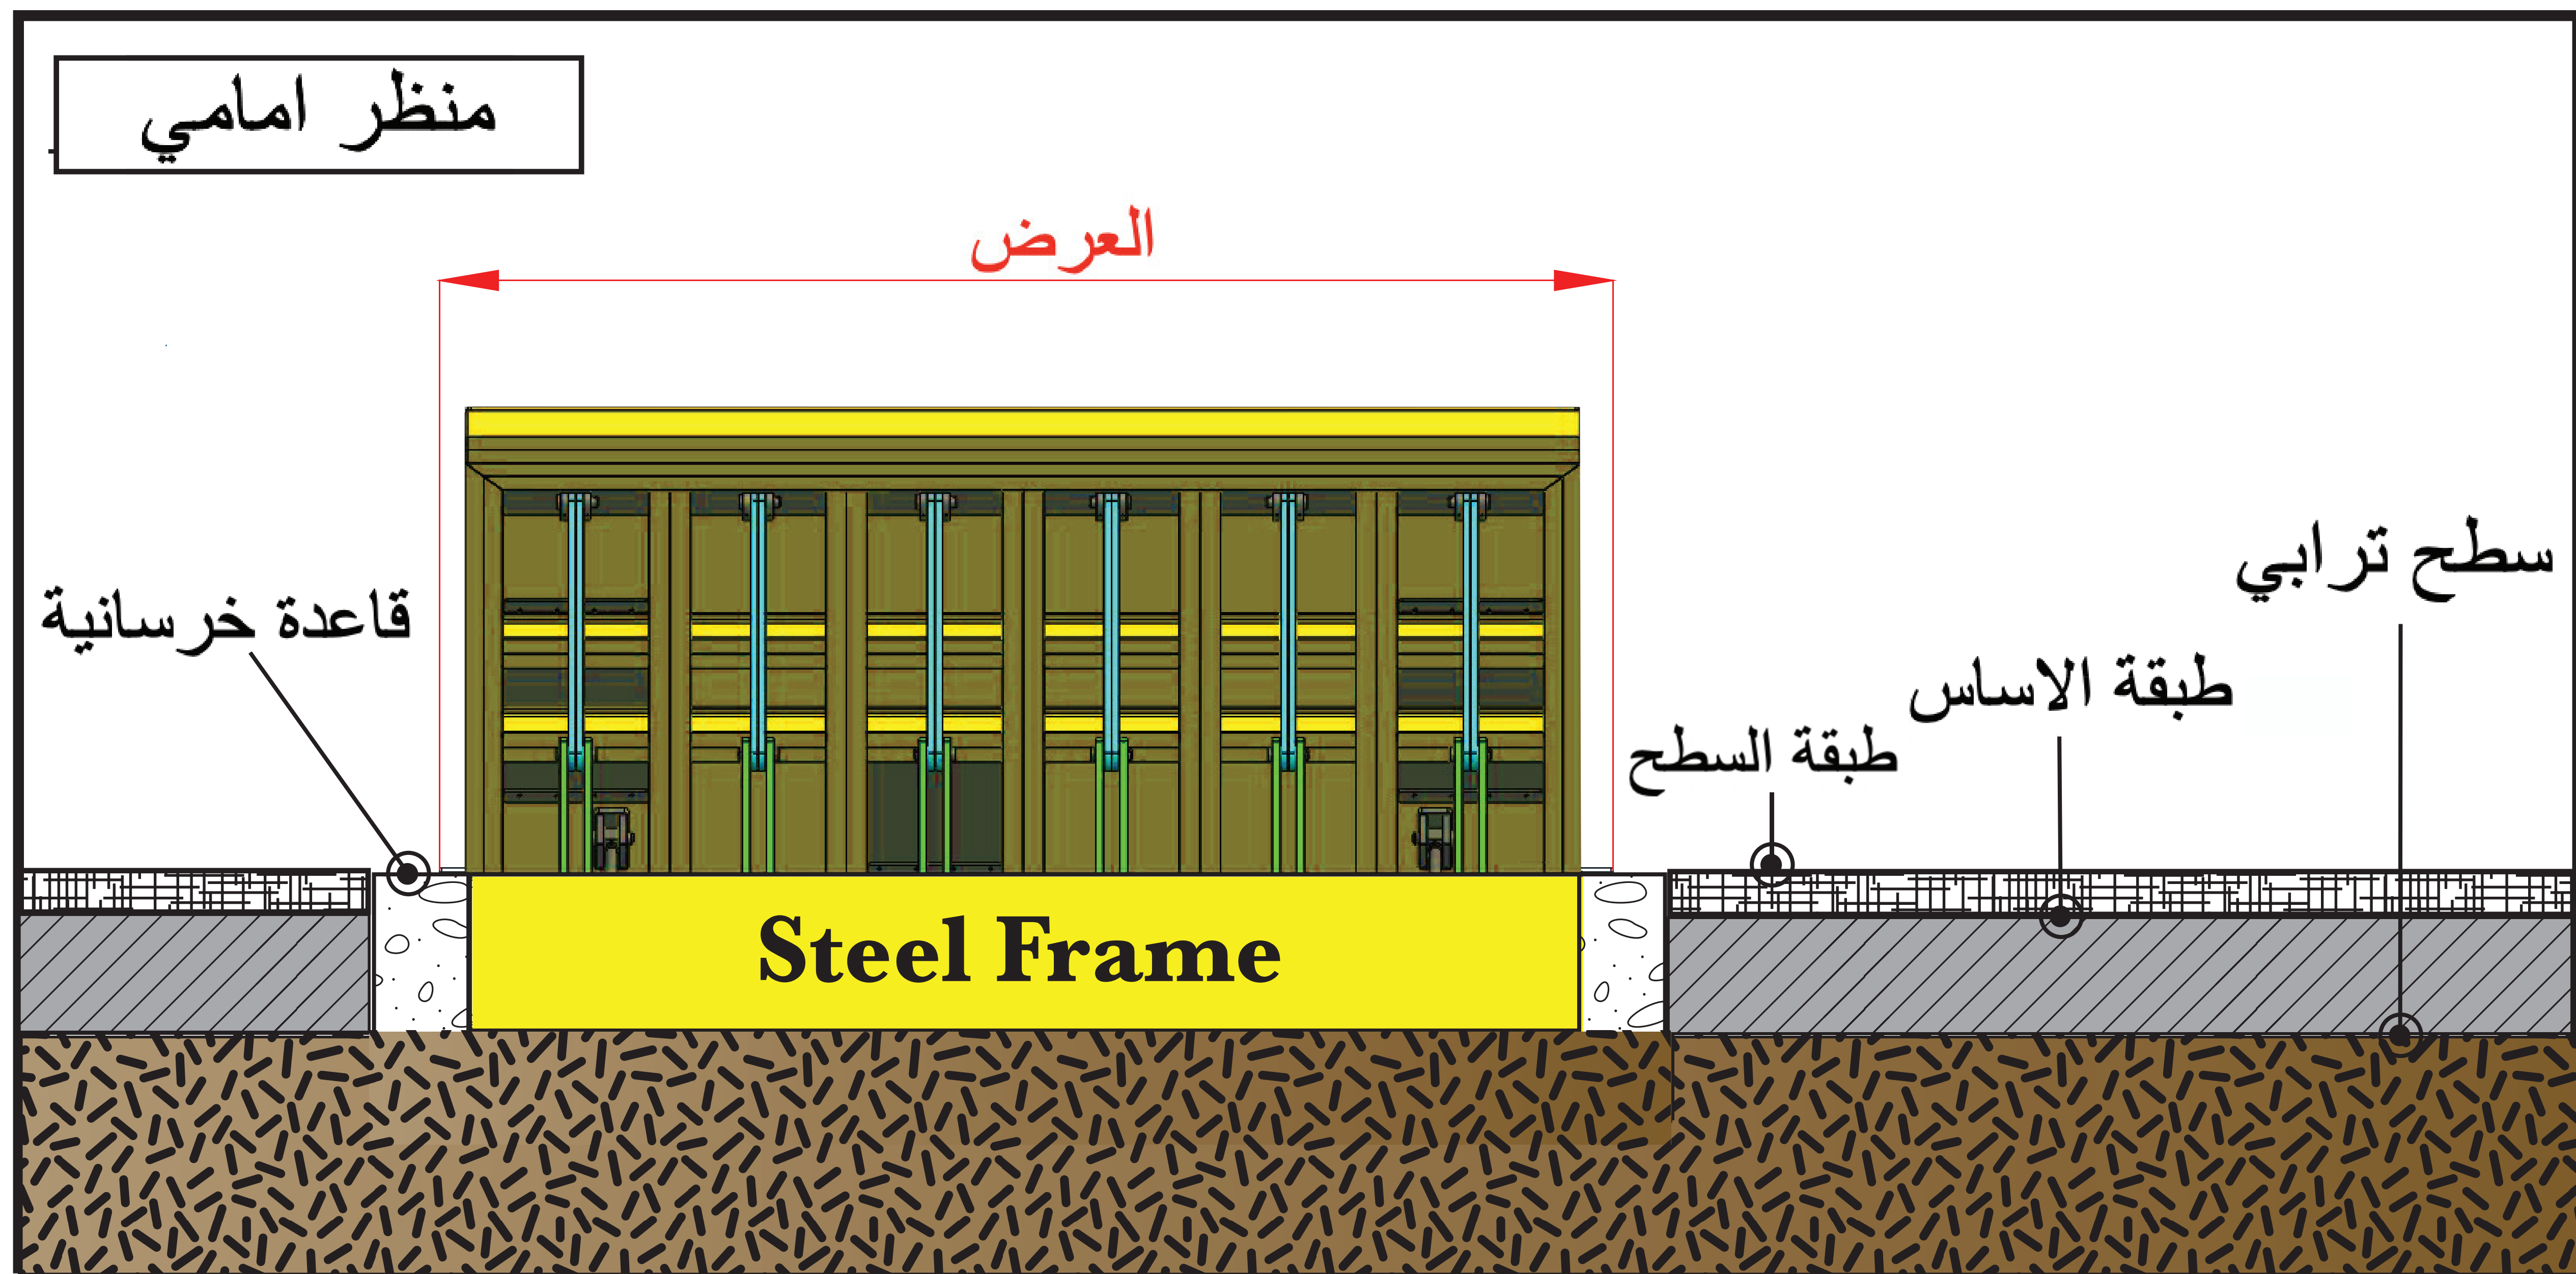 منظر امامي
العرض
سطح ترابي
قاعدة خرسانية
طبقة الاساس
طبقة السطح
Steel Frame